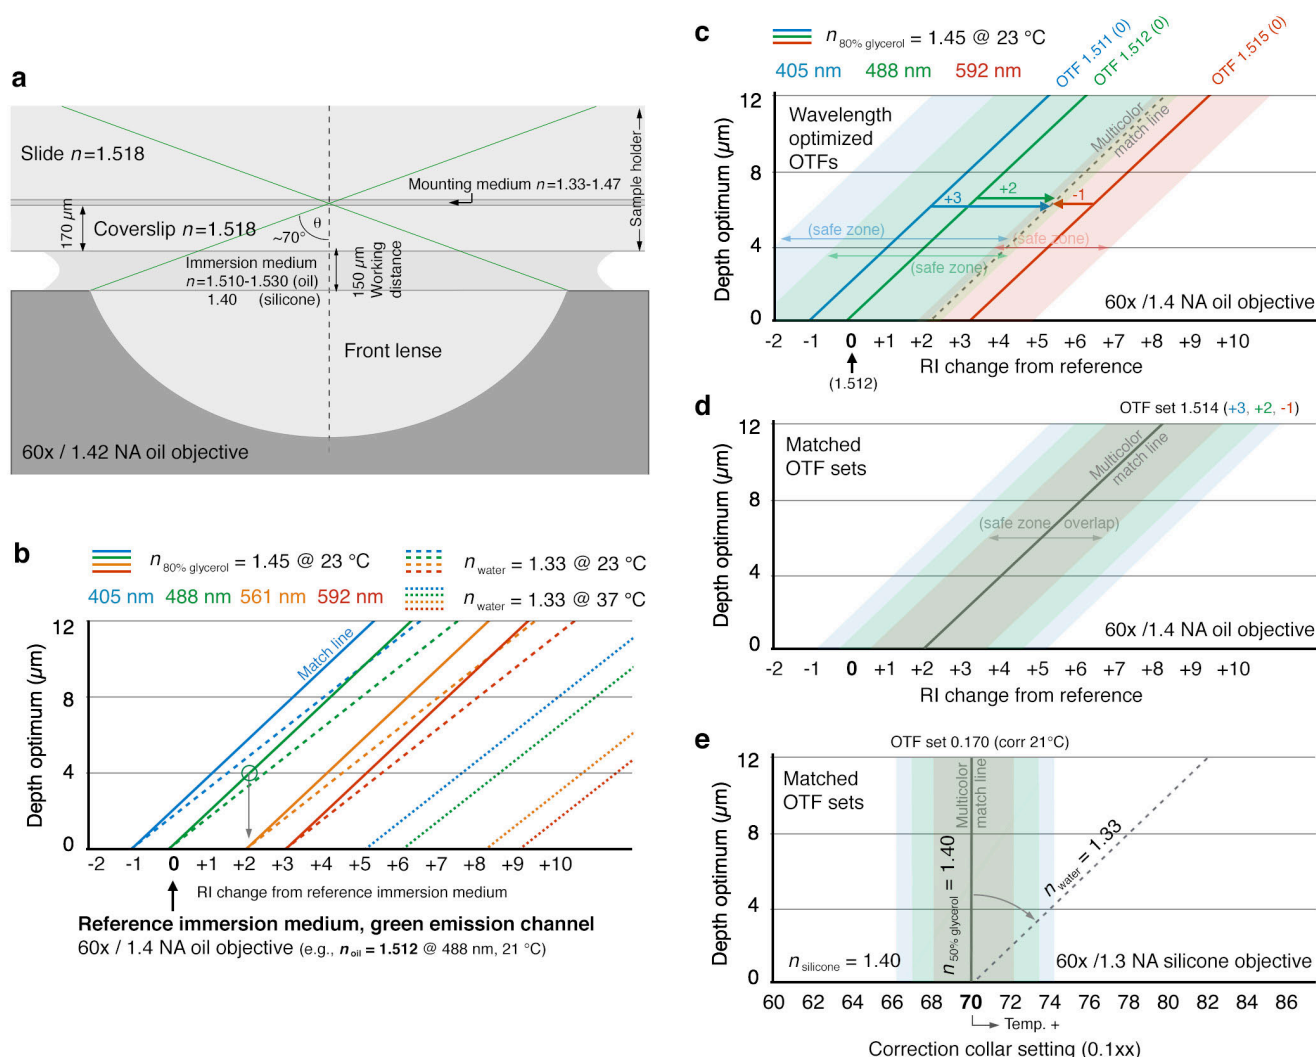 a
Slide n=1.518
Mounting medium n=1.33-1.47
Sample holder
170 µm
Coverslip n=1.518
θ
~70°
Immersion medium
n=1.510-1.530 (oil)
1.40 (silicone)
150 µm
Working
distance
Front lense
60x / 1.42 NA oil objective
b
n 80% glycerol = 1.45 @ 23 °C
n water = 1.33 @ 23 °C
405 nm 488 nm 561 nm 592 nm
n water = 1.33 @ 37 °C
Match line
Depth optimum (µm)
12
8
4
0
-2 -1 0 +1 +2 +3 +4 +5 +6 +7 +8 +9 +10
RI change from reference immersion medium
Reference immersion medium, green emission channel
60x / 1.4 NA oil objective (e.g., n oil = 1.512 @ 488 nm, 21 °C)
c
n 80% glycerol = 1.45 @ 23 °C
405 nm 488 nm 592 nm
OTF 1.511 (0)
OTF 1.512 (0)
OTF 1.515 (0)
Wavelength
optimized
OTFs
Multicolor
match line
+3
+2
-1
(safe zone)
(safe zone)
(safe zone)
60x /1.4 NA oil objective
Depth optimum (µm)
12
8
4
0
-2 -1 0 +1 +2 +3 +4 +5 +6 +7 +8 +9 +10
RI change from reference
(1.512)
d
OTF set 1.514 (+3, +2, -1)
Matched
OTF sets
Multicolor
match line
(safe zone overlap)
60x /1.4 NA oil objective
Depth optimum (µm)
12
8
4
0
-2 -1 0 +1 +2 +3 +4 +5 +6 +7 +8 +9 +10
RI change from reference
e
OTF set 0.170 (corr 21°C)
Matched
OTF sets
Multicolor
match line
n 50% glycerol = 1.40
n water = 1.33
n silicone = 1.40
60x /1.3 NA silicone objective
Depth optimum (µm)
12
8
4
0
60 62 64 66 68 70 72 74 76 78 80 82 84 86
Temp. +
Correction collar setting (0.1xx)